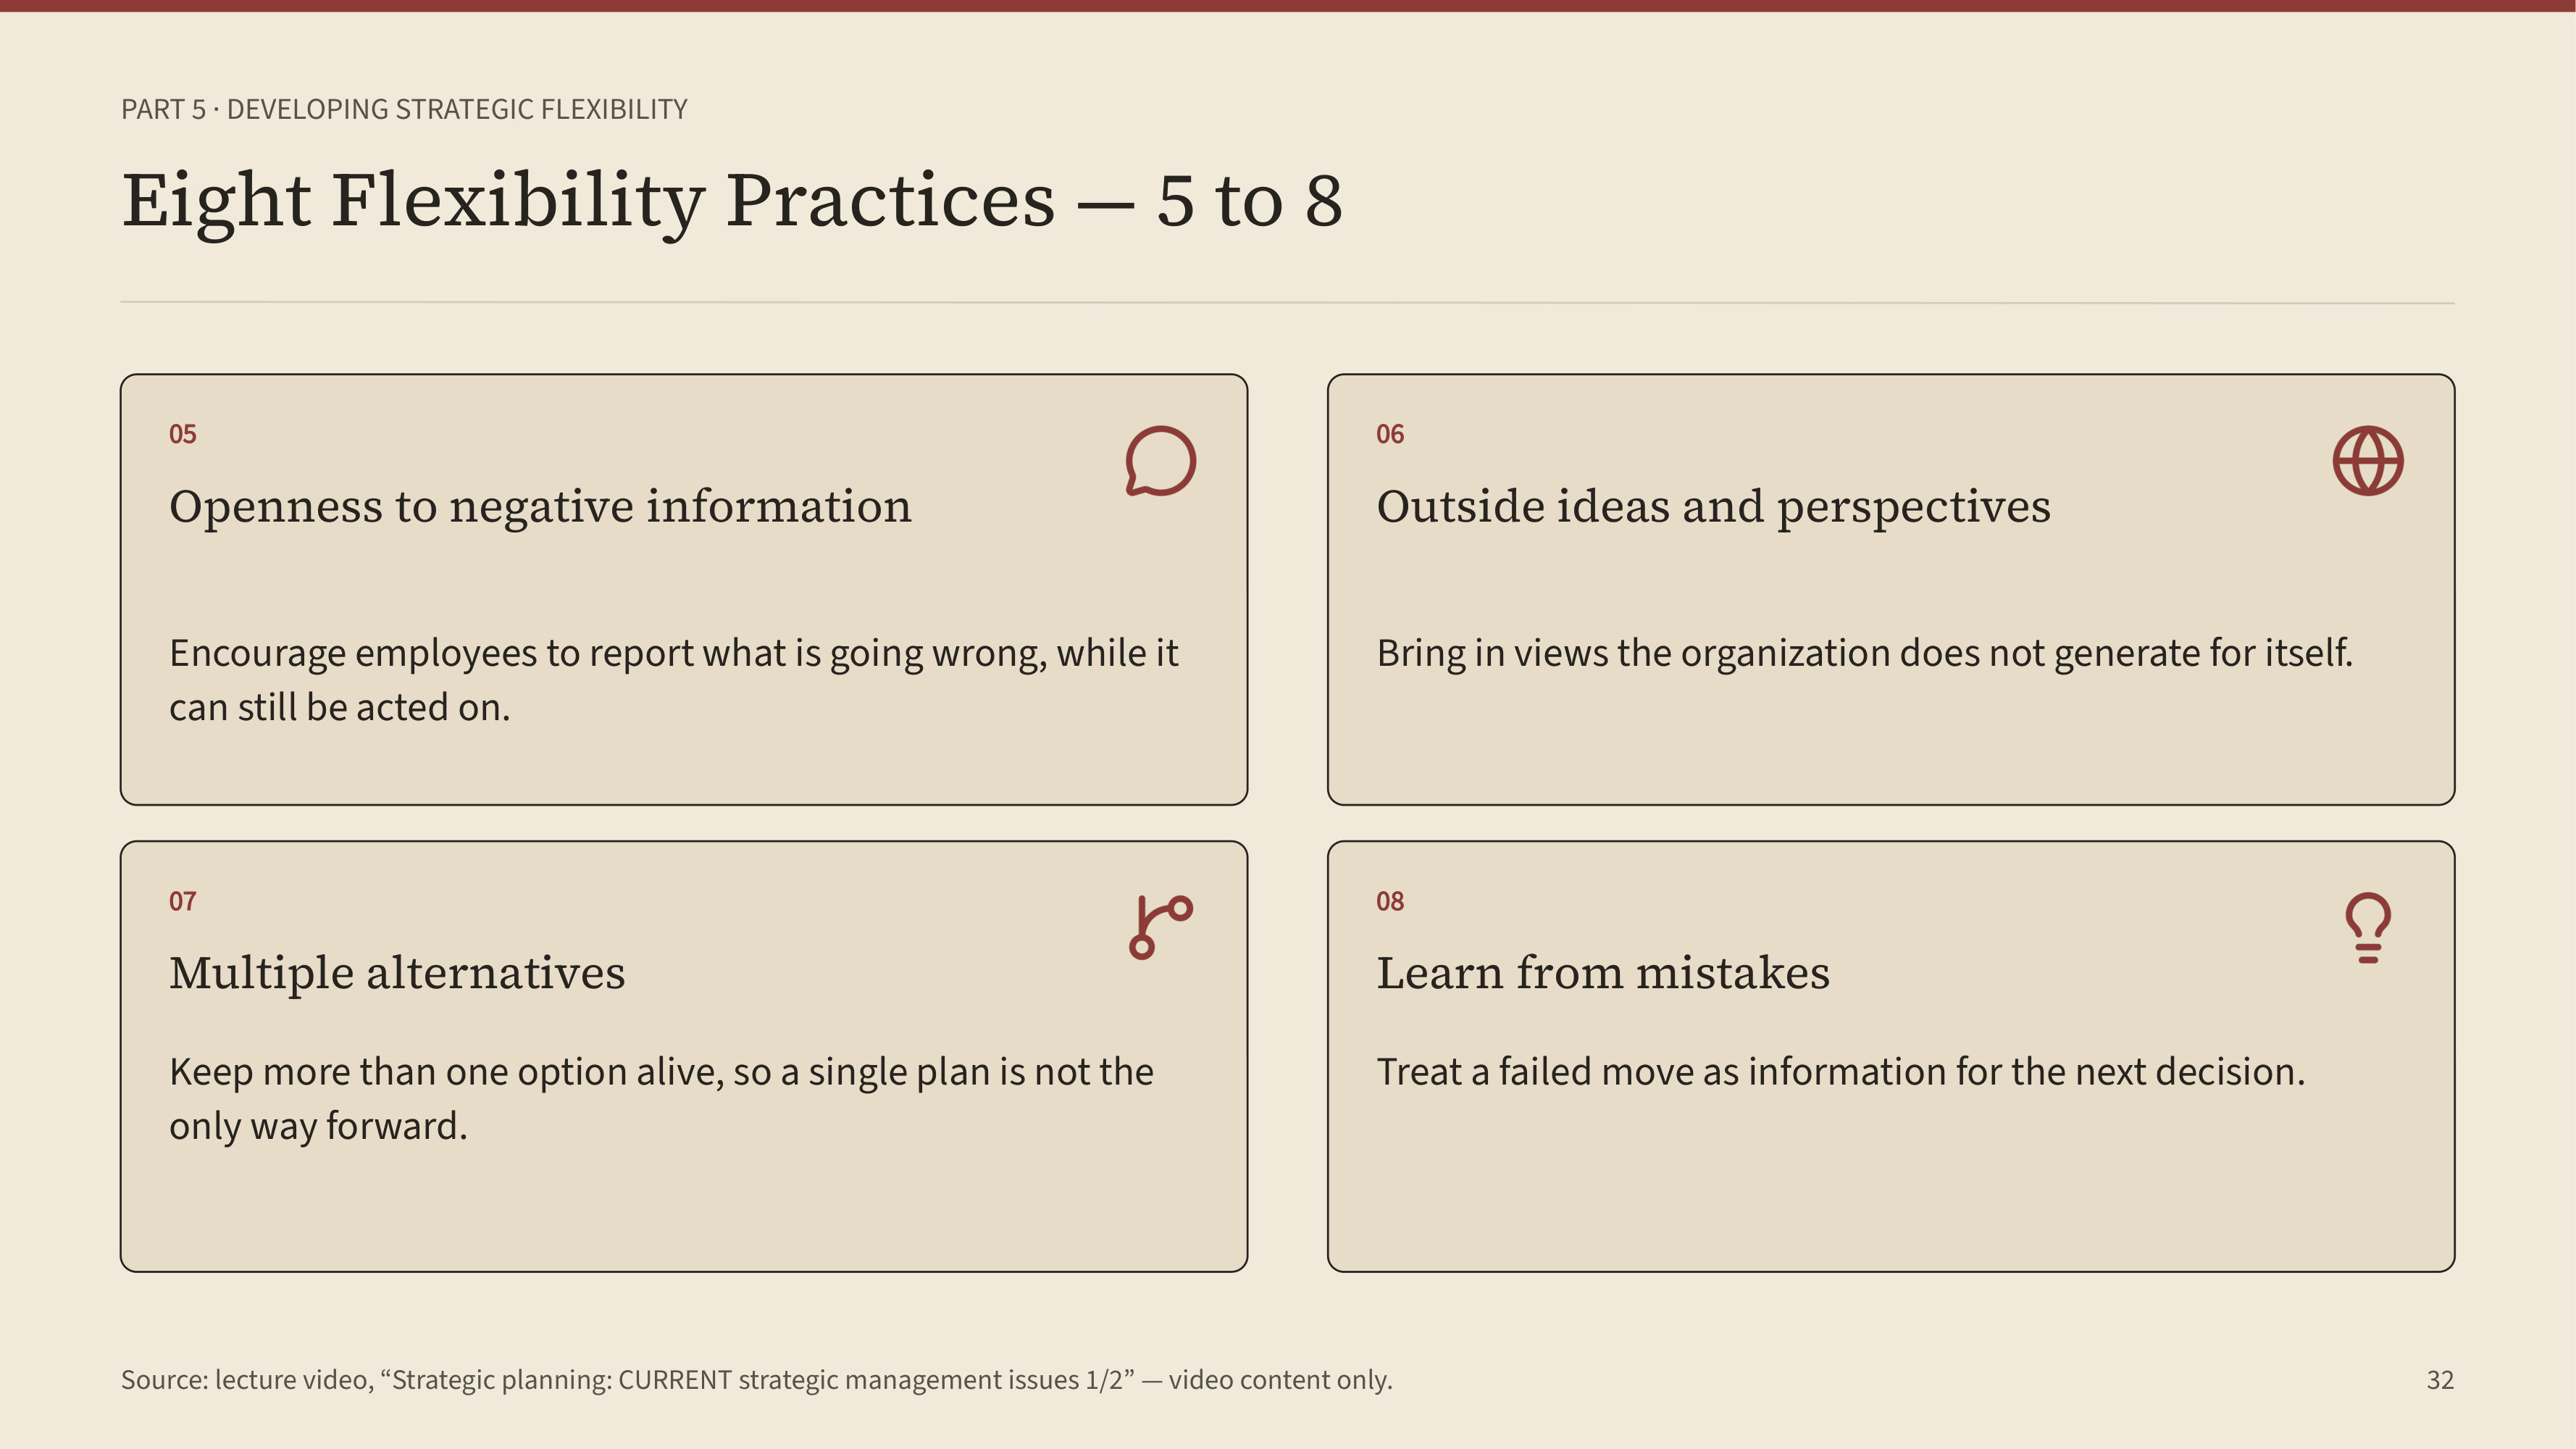 PART 5 · DEVELOPING STRATEGIC FLEXIBILITY
Eight Flexibility Practices — 5 to 8
05
Openness to negative information
Encourage employees to report what is going wrong, while it
can still be acted on.
06
Outside ideas and perspectives
Bring in views the organization does not generate for itself.
07
Multiple alternatives
Keep more than one option alive, so a single plan is not the
only way forward.
08
Learn from mistakes
Treat a failed move as information for the next decision.
Source: lecture video, “Strategic planning: CURRENT strategic management issues 1/2” — video content only.
32